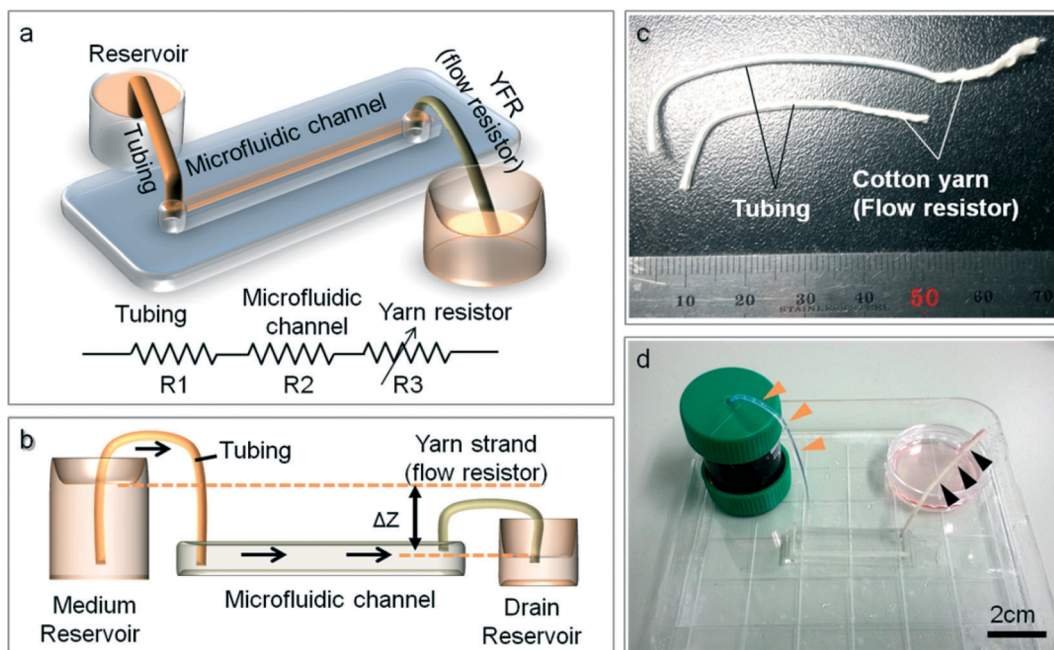 a
Reservoir
Tubing
Microfluidic channel
YFR
(flow resistor)
Tubing
Microfluidic
channel
Yarn resistor
R1
R2
R3
b
Tubing
Yarn strand
(flow resistor)
ΔZ
Medium
Reservoir
Microfluidic channel
Drain
Reservoir
c
Tubing
Cotton yarn
(Flow resistor)
10 20 30 40 50 60 70
d
2cm